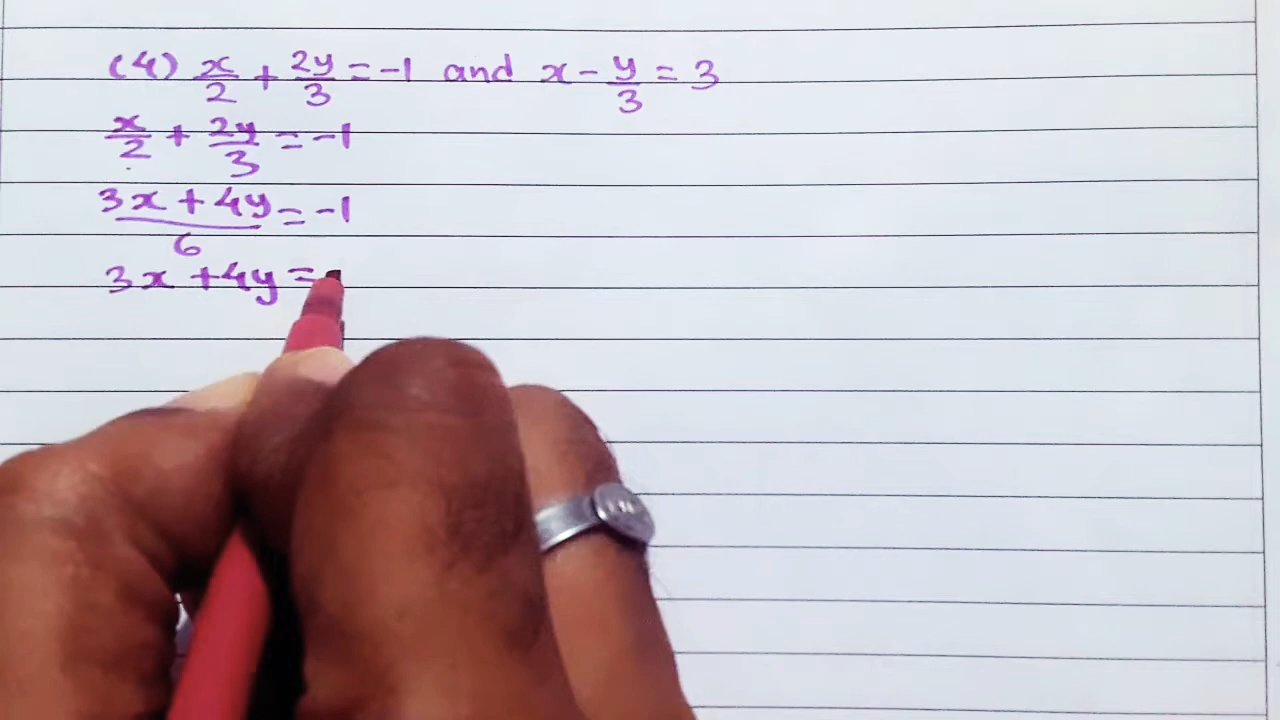 (4) x/2 + 2y/3 = -1 and x - y/3 = 3
x/2 + 2y/3 = -1
3x + 4y/6 = -1
3x + 4y =